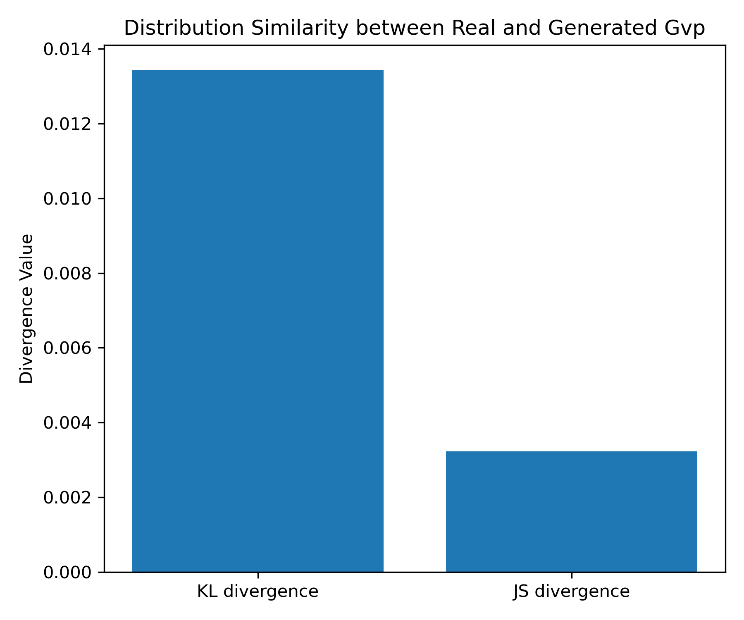 Distribution Similarity between Real and Generated Gvp
0.014
0.012
0.010
0.008
0.006
0.004
0.002
0.000
Divergence Value
KL divergence
JS divergence